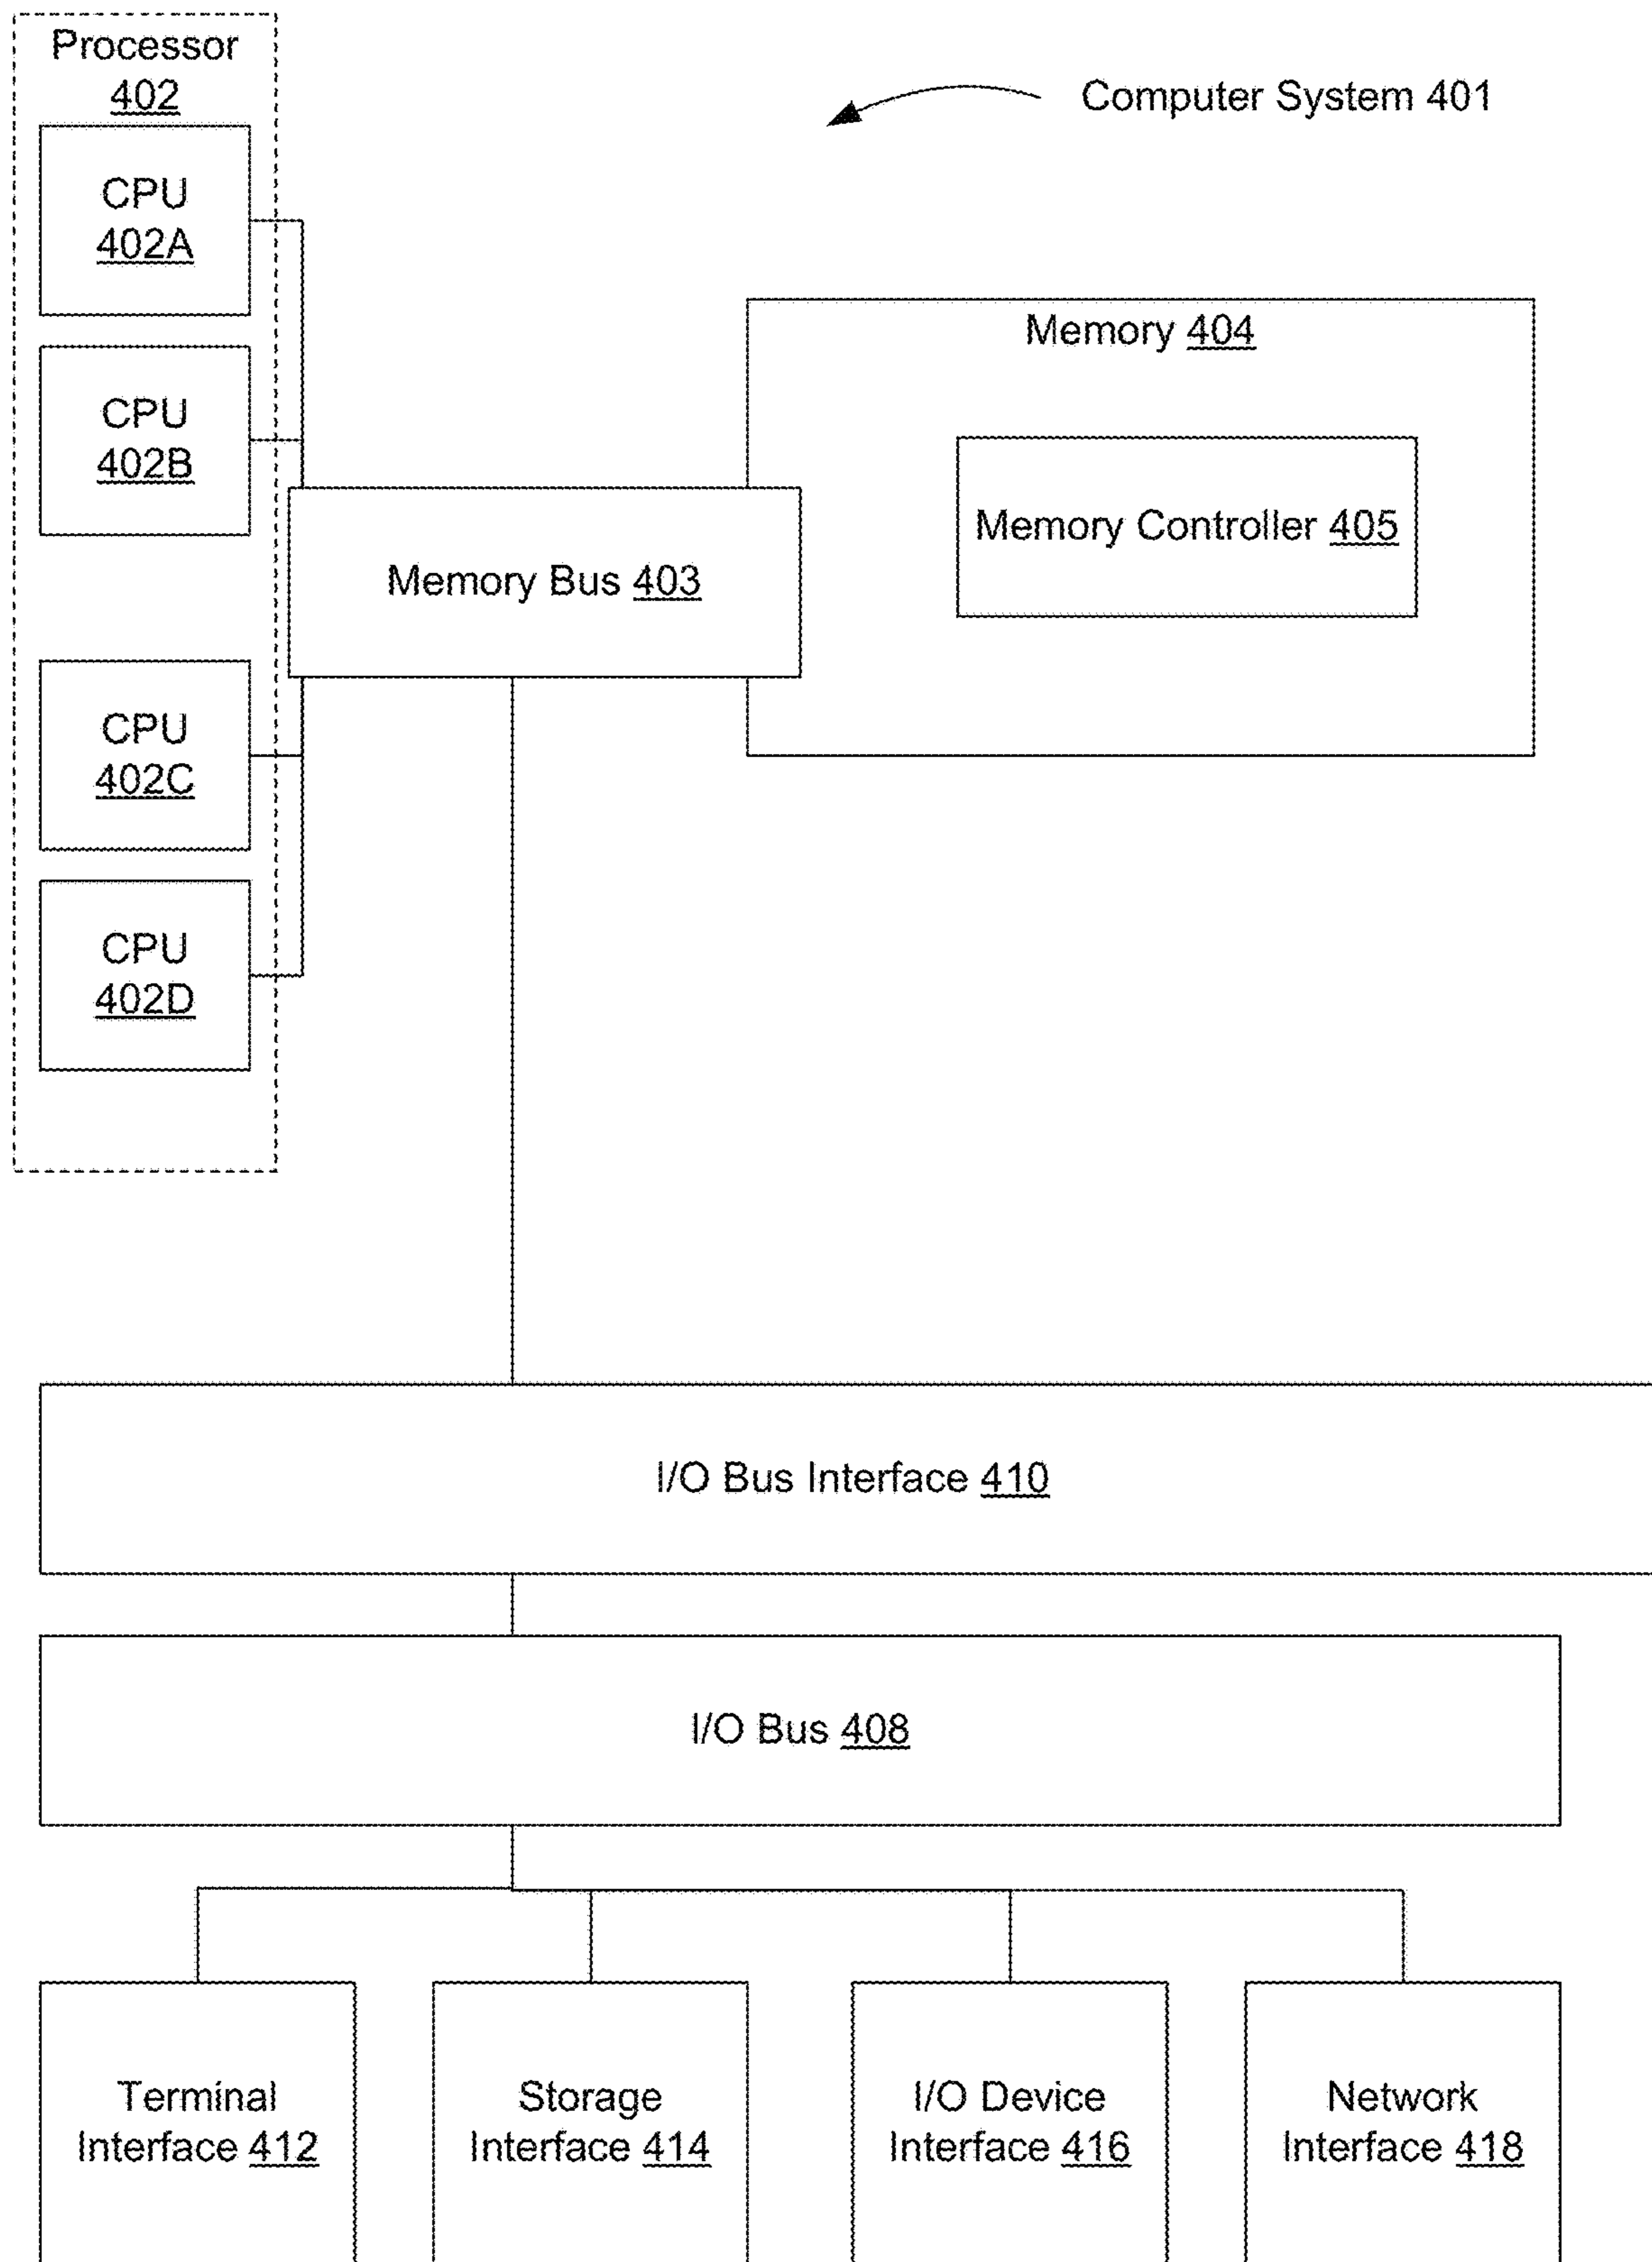 Processor
402
Computer System 401
CPU
402A
Memory 404
CPU
402B
Memory Controller 405
Memory Bus 403
CPU
402C
CPU
402D
I/O Bus Interface 410
I/O Bus 408
Terminal
Interface 412
Storage
Interface 414
I/O Device
Interface 416
Network
Interface 418